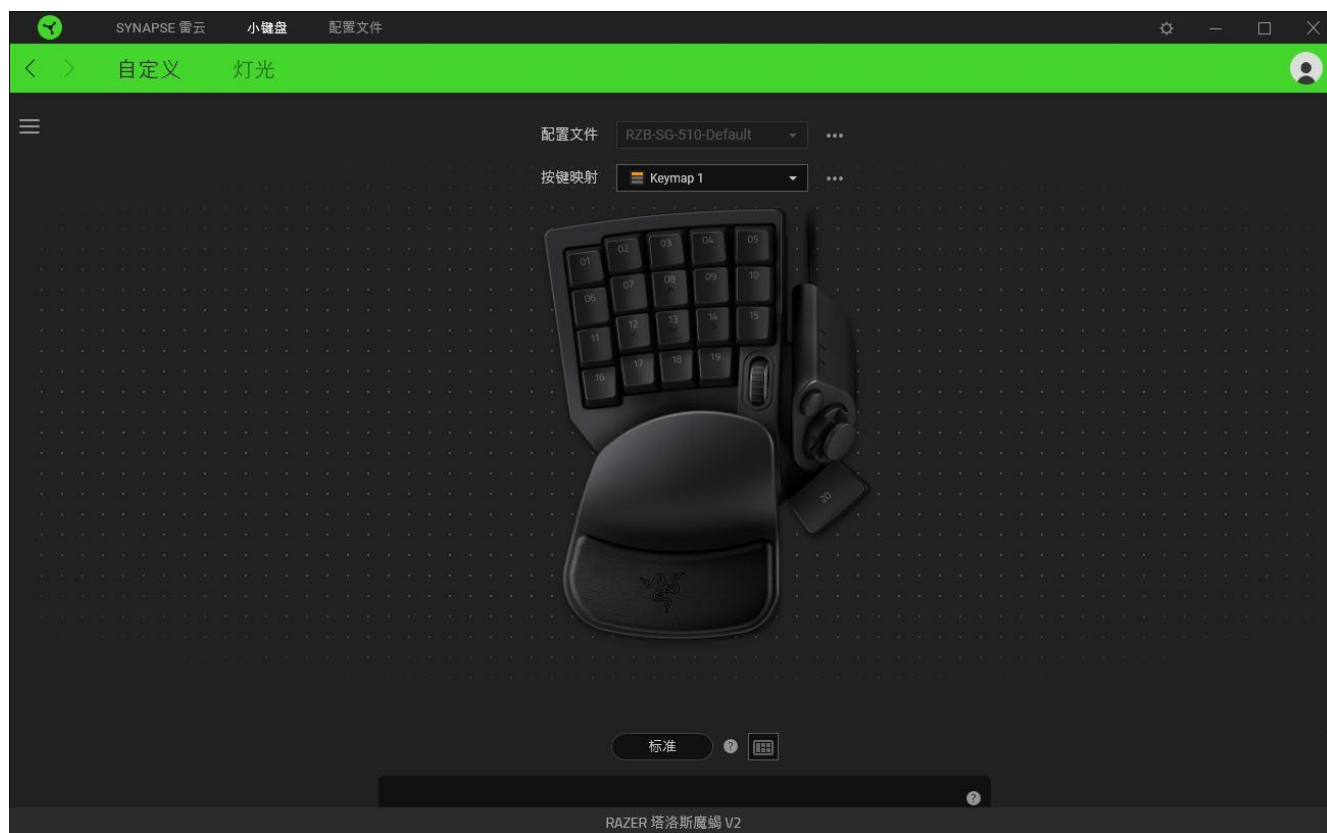 SYNAPSE 雷云 小键盘 配置文件
自定义 灯光
配置文件 RZB-SG-510-Default
按键映射 Keymap 1
01 02 03 04 05
06 07 08 09 10
11 12 13 14 15
16 17 18 19
20
标准
RAZER 塔洛斯魔蝎 V2